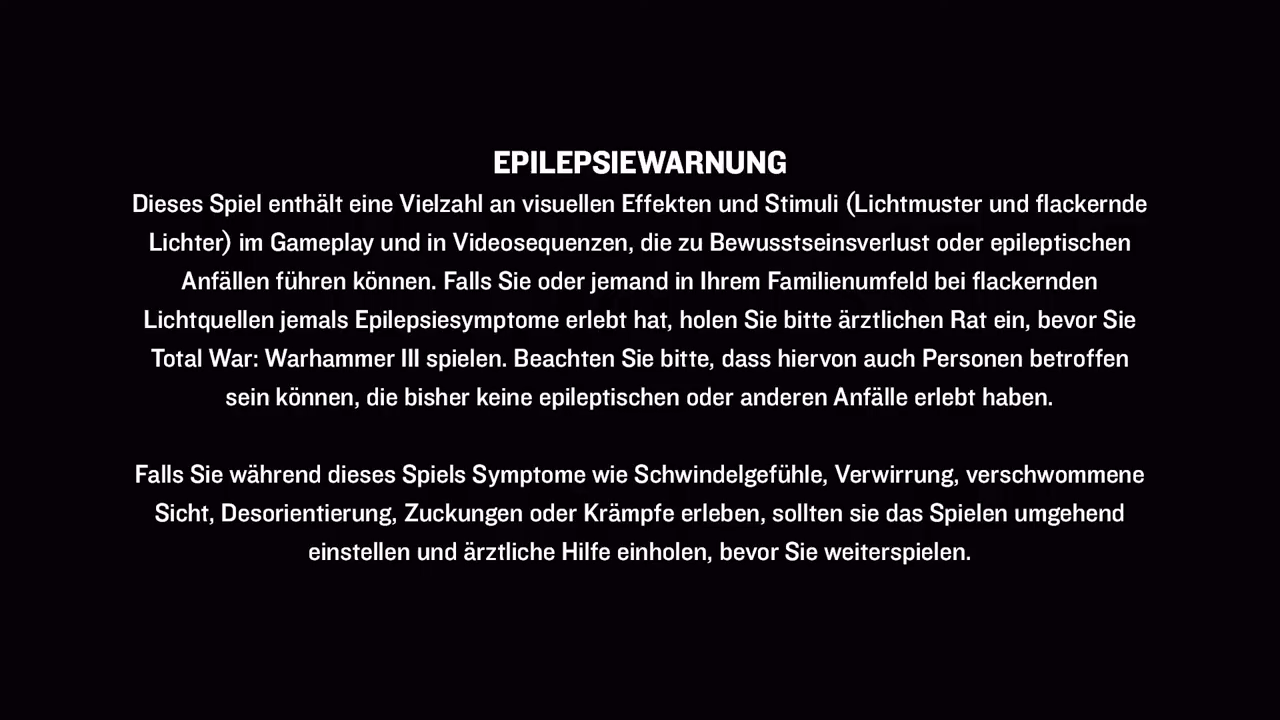 EPILEPSIEWARNUNG
Dieses Spiel enthält eine Vielzahl an visuellen Effekten und Stimuli (Lichtmuster und flackernde
Lichter) im Gameplay und in Videosequenzen, die zu Bewusstseinsverlust oder epileptischen
Anfällen führen können. Falls Sie oder jemand in Ihrem Familienumfeld bei flackernden
Lichtquellen jemals Epilepsiesymptome erlebt hat, holen Sie bitte ärztlichen Rat ein, bevor Sie
Total War: Warhammer III spielen. Beachten Sie bitte, dass hiervon auch Personen betroffen
sein können, die bisher keine epileptischen oder anderen Anfälle erlebt haben.
Falls Sie während dieses Spiels Symptome wie Schwindelgefühle, Verwirrung, verschwommene
Sicht, Desorientierung, Zuckungen oder Krämpfe erleben, sollten sie das Spielen umgehend
einstellen und ärztliche Hilfe einholen, bevor Sie weiterspielen.